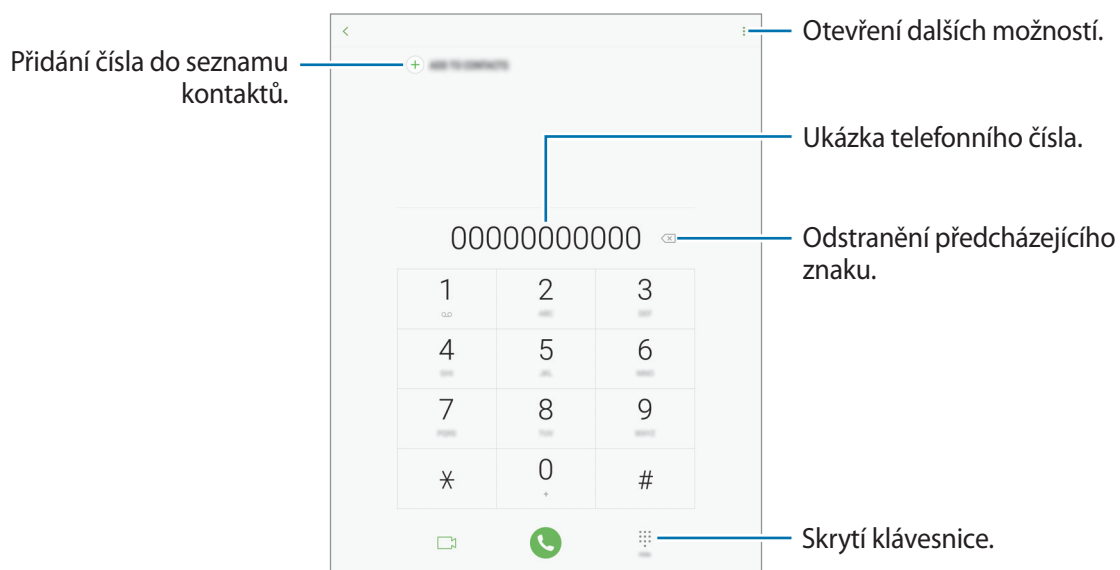 Otevření dalších možností.
Přidání čísla do seznamu
kontaktů.
Ukázka telefonního čísla.
00000000000
Odstranění předcházejícího
znaku.
1 2 3
4 5 6
7 8 9
* 0 #
+
Skrytí klávesnice.